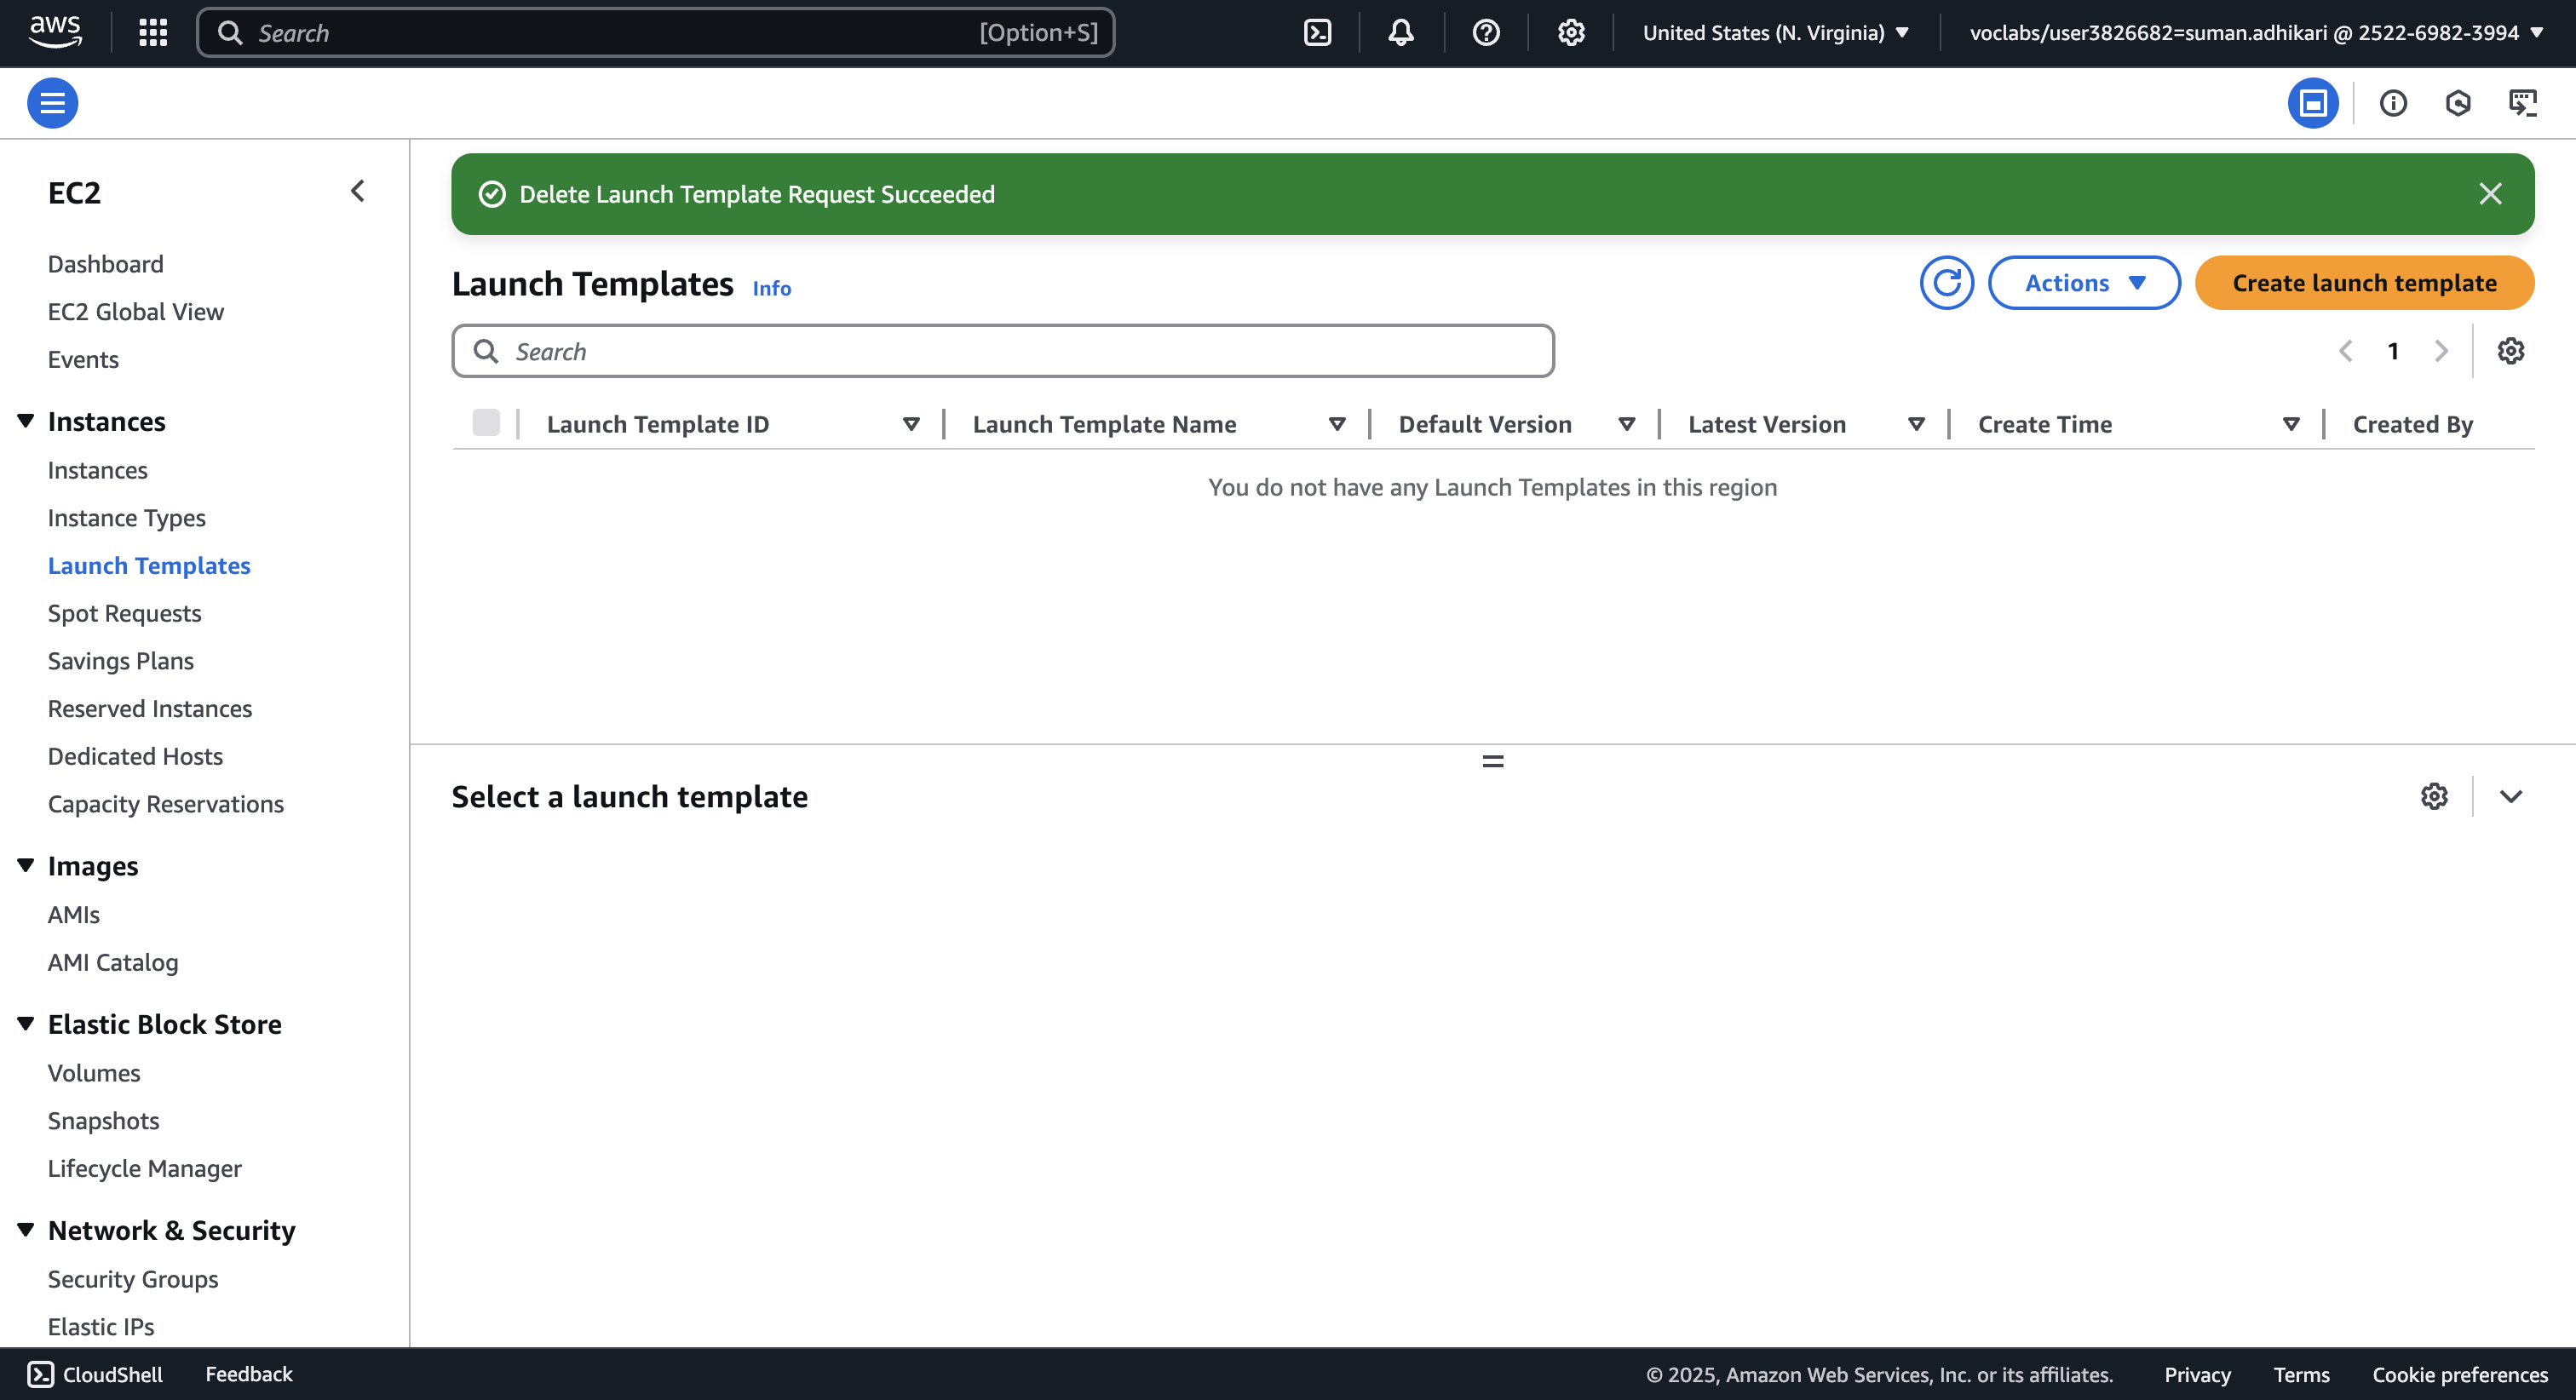 aws
Search [Option+S]
United States (N. Virginia)
voclabs/user3826682=suman.adhikari @ 2522-6982-3994
EC2
Dashboard
EC2 Global View
Events
Instances
Instances
Instance Types
Launch Templates
Spot Requests
Savings Plans
Reserved Instances
Dedicated Hosts
Capacity Reservations
Images
AMIs
AMI Catalog
Elastic Block Store
Volumes
Snapshots
Lifecycle Manager
Network & Security
Security Groups
Elastic IPs
Delete Launch Template Request Succeeded
Launch Templates Info
Actions
Create launch template
Search
1
Launch Template ID Launch Template Name Default Version Latest Version Create Time Created By
You do not have any Launch Templates in this region
Select a launch template
CloudShell Feedback
© 2025, Amazon Web Services, Inc. or its affiliates. Privacy Terms Cookie preferences